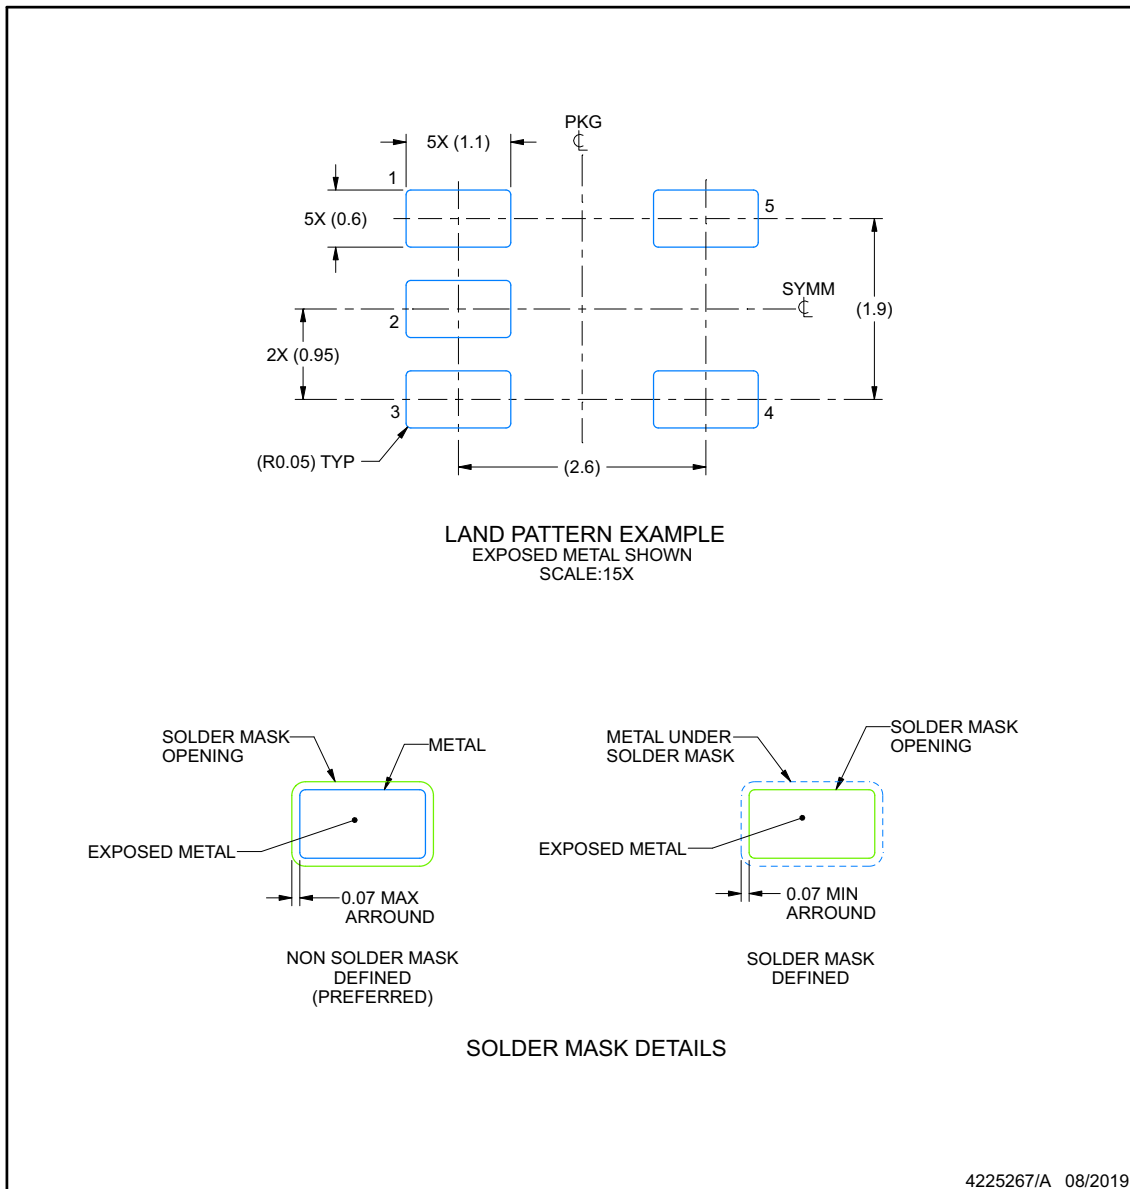 PKG
℄
5X (1.1)
1
5
5X (0.6)
SYMM
℄
(1.9)
2
2X (0.95)
3
4
(R0.05) TYP
(2.6)
LAND PATTERN EXAMPLE
EXPOSED METAL SHOWN
SCALE:15X
SOLDER MASK
OPENING
METAL
EXPOSED METAL
0.07 MAX
ARROUND
NON SOLDER MASK
DEFINED
(PREFERRED)
METAL UNDER
SOLDER MASK
SOLDER MASK
OPENING
EXPOSED METAL
0.07 MIN
ARROUND
SOLDER MASK
DEFINED
SOLDER MASK DETAILS
4225267/A 08/2019